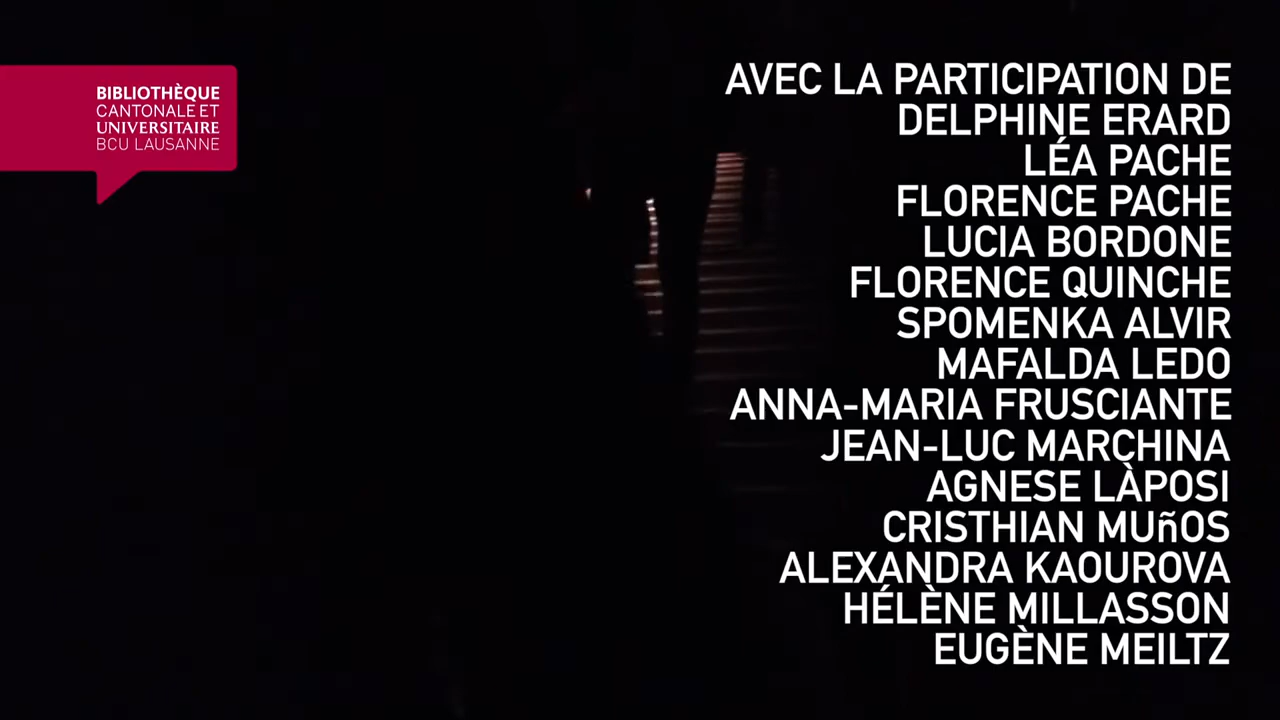 BIBLIOTHÈQUE
CANTONALE ET
UNIVERSITAIRE
BCU LAUSANNE
AVEC LA PARTICIPATION DE
DELPHINE ERARD
LÉA PACHE
FLORENCE PACHE
LUCIA BORDONE
FLORENCE QUINCHE
SPOMENKA ALVIR
MAFALDA LEDO
ANNA-MARIA FRUSCIANTE
JEAN-LUC MARCHINA
AGNESE LÀPOSI
CRISTHIAN MUñOS
ALEXANDRA KAOUROVA
HÉLÈNE MILLASSON
EUGÈNE MEILTZ